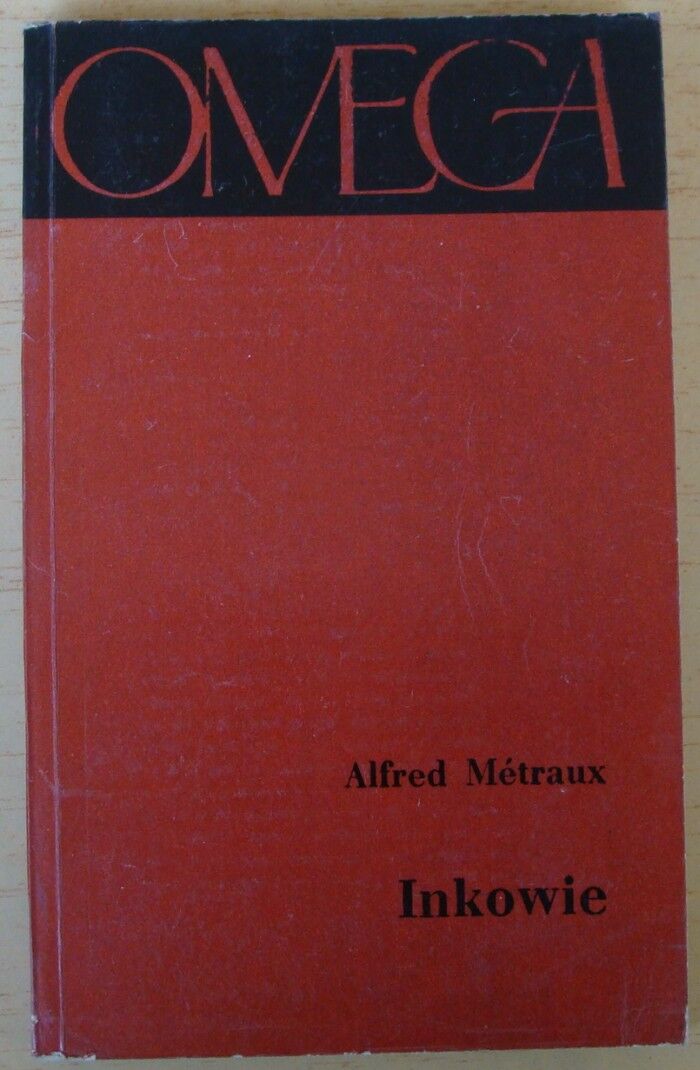 OMEGA
Alfred Métraux
Inkowie